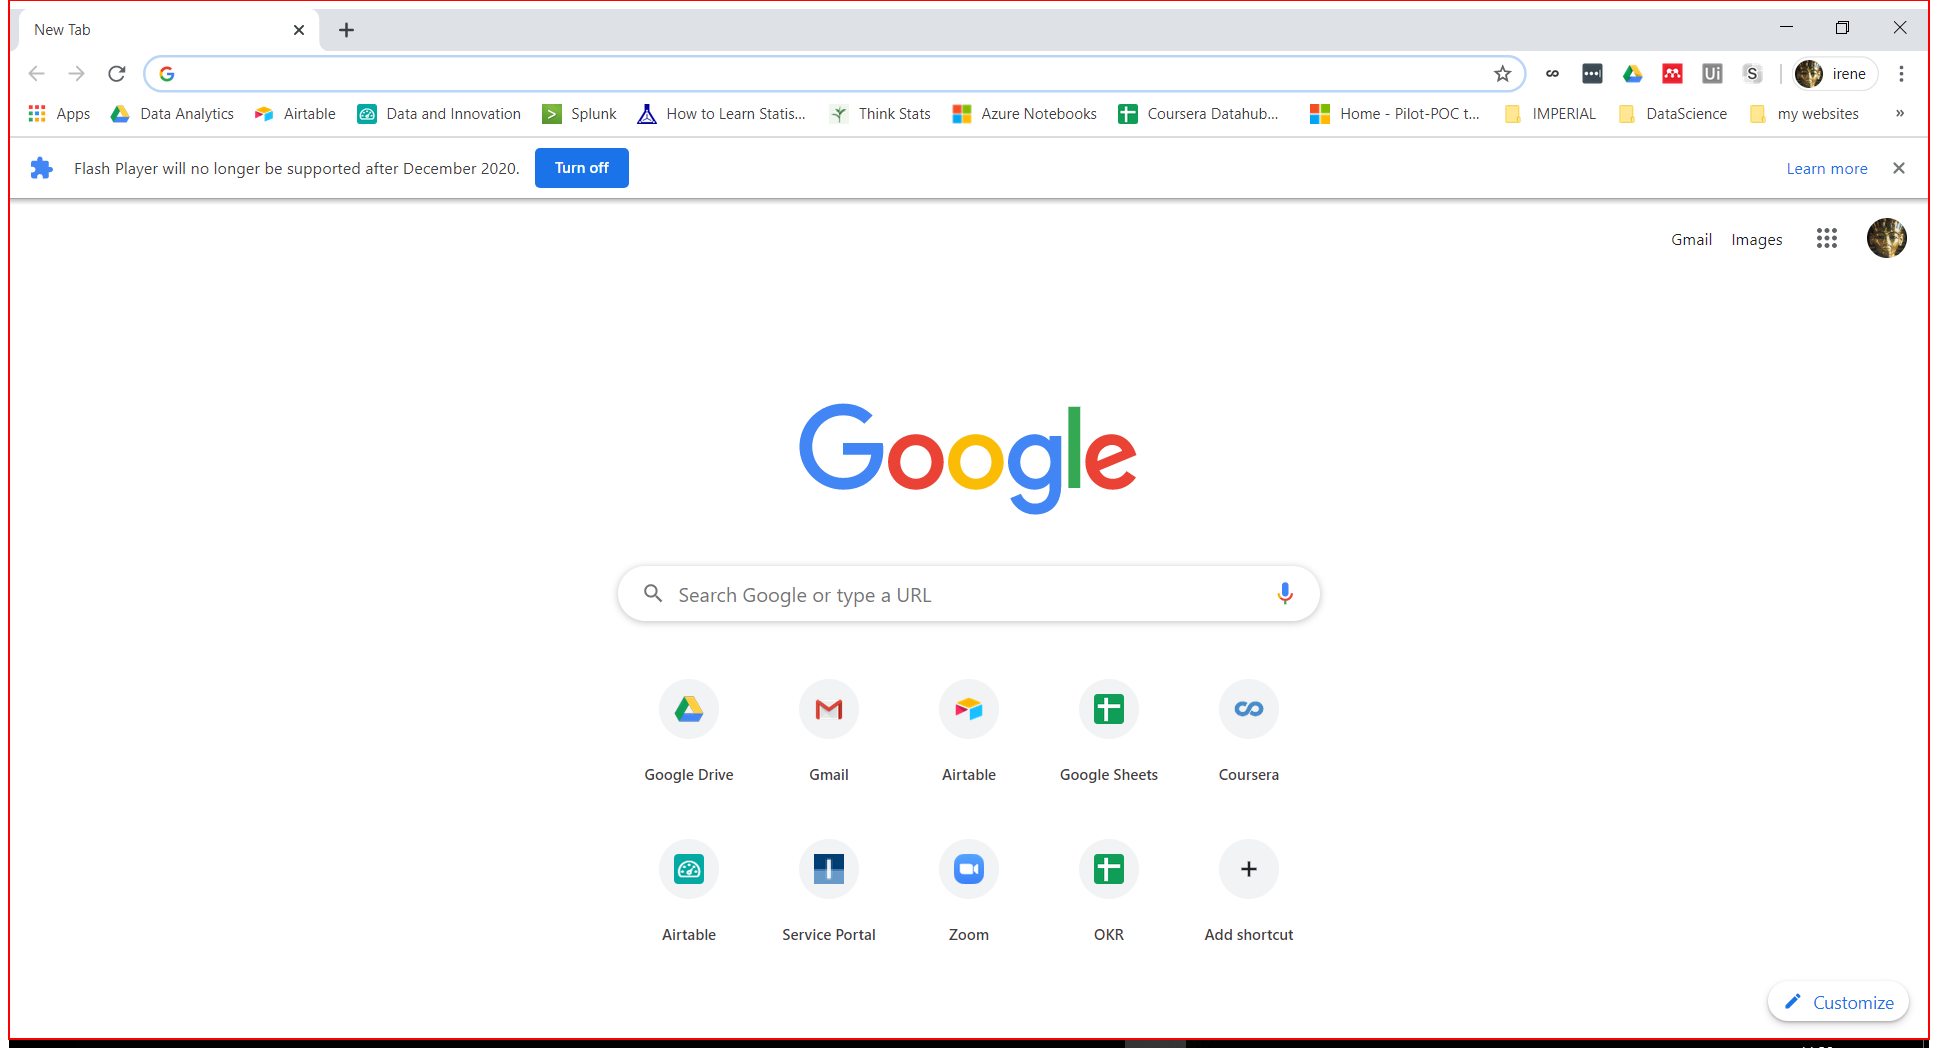 New Tab
irene
Apps Data Analytics Airtable Data and Innovation Splunk How to Learn Statis... Think Stats Azure Notebooks Coursera Datahub... Home - Pilot-POC t... IMPERIAL DataScience my websites »
Flash Player will no longer be supported after December 2020. Turn off Learn more
Gmail Images
Google
Search Google or type a URL
Google Drive Gmail Airtable Google Sheets Coursera
Airtable Service Portal Zoom OKR Add shortcut
Customize